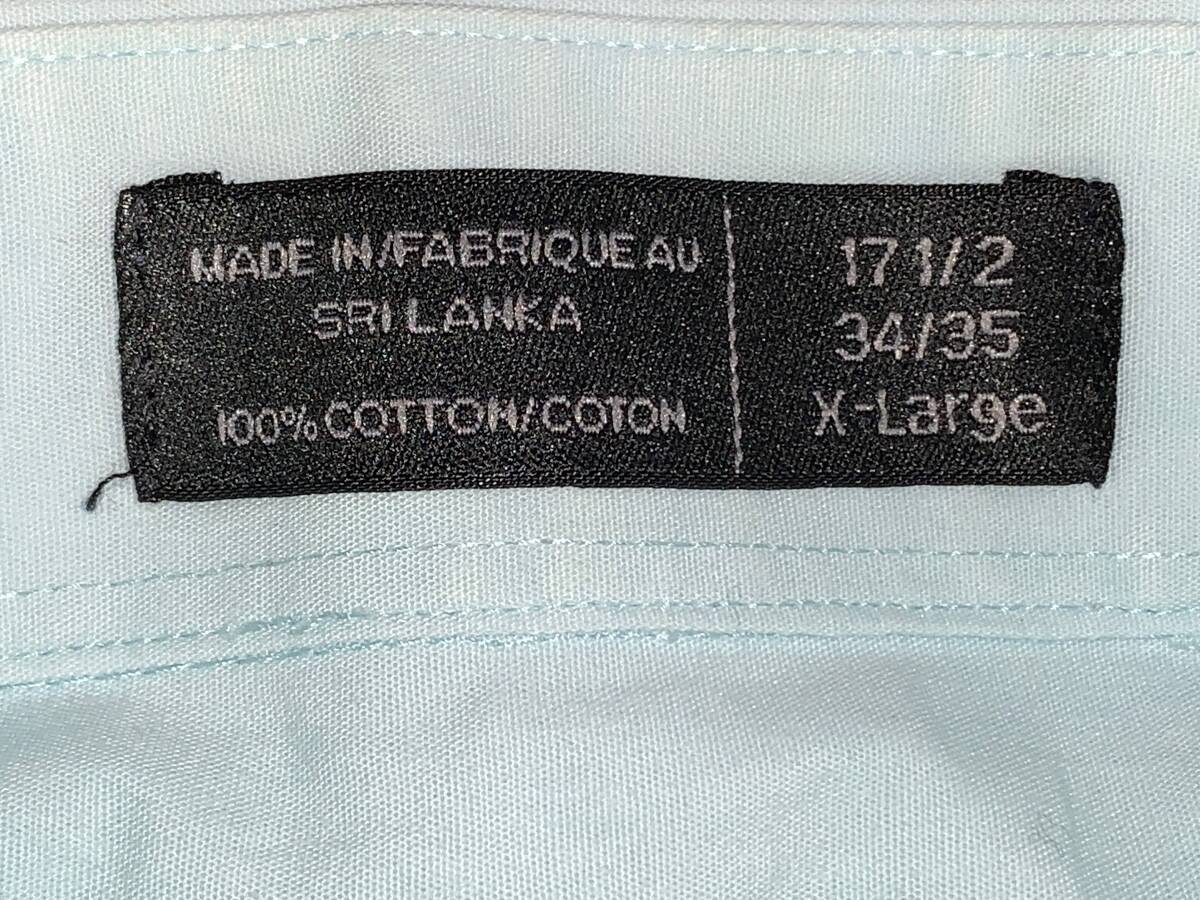 MADE IN/FABRIQUE AU
SRI LANKA
100% COTTON/COTON
17 1/2
34/35
X-Large